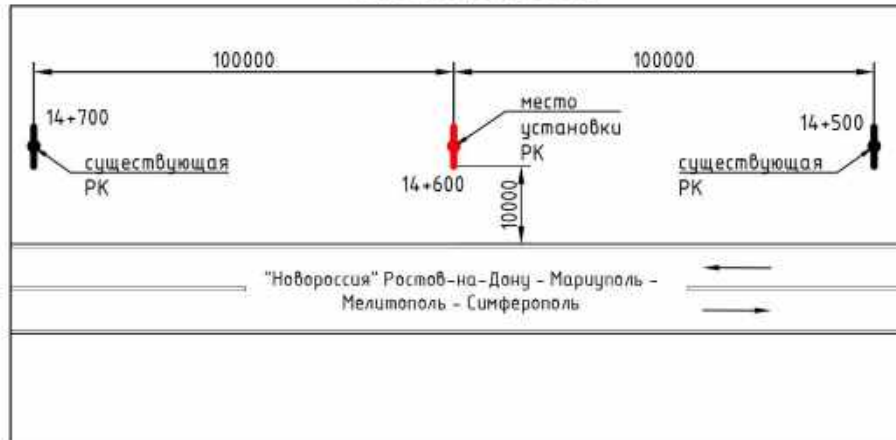 100000
100000
14+700
место
установки
РК
14+500
существующая
РК
14+600
существующая
РК
10000
"Новороссия" Ростов-на-Дону - Мариуполь -
Мелитополь - Симферополь